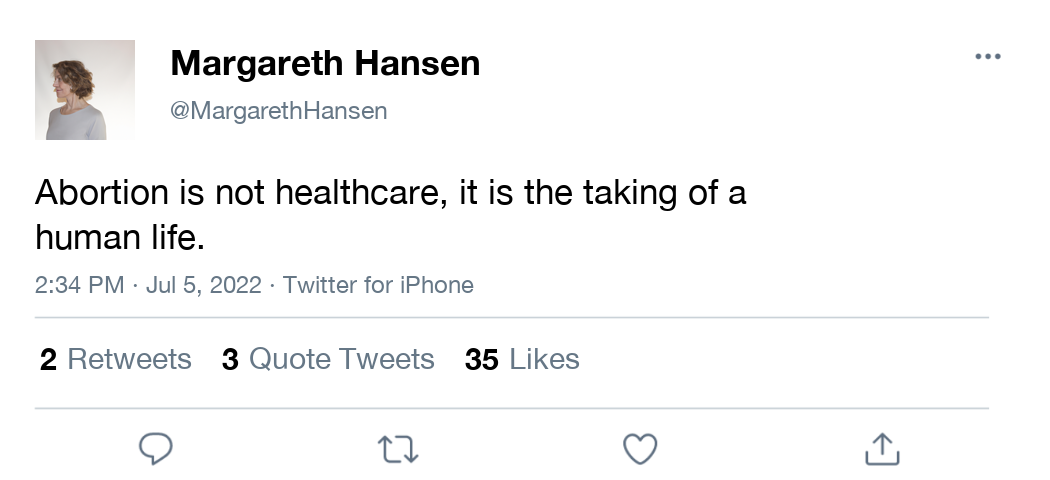 Margareth Hansen
@MargarethHansen
Abortion is not healthcare, it is the taking of a
human life.
2:34 PM · Jul 5, 2022 · Twitter for iPhone
2 Retweets 3 Quote Tweets 35 Likes